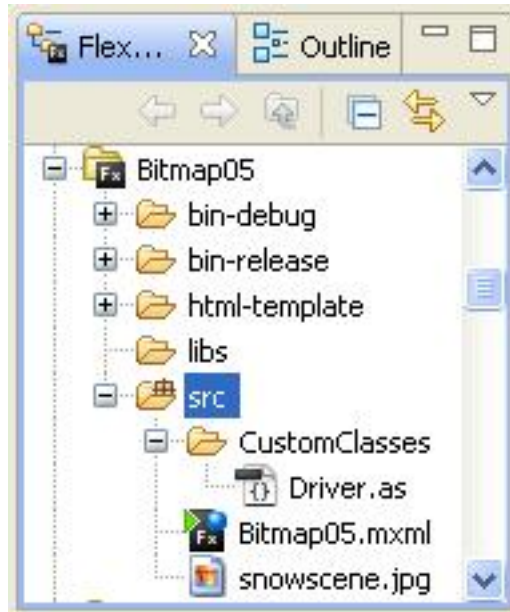 Flex... Outline
Bitmap05
bin-debug
bin-release
html-template
libs
src
CustomClasses
Driver.as
Bitmap05.mxml
snowscene.jpg